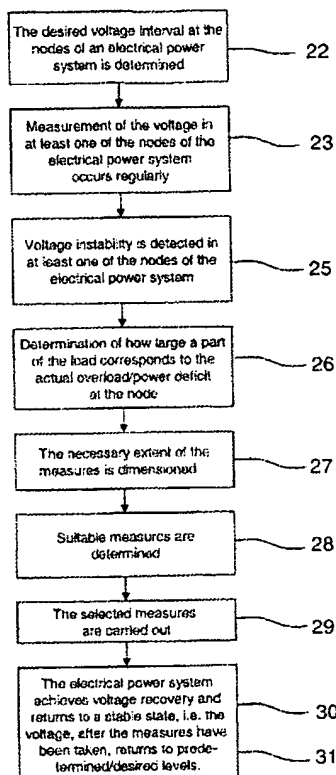 The desired voltage interval at the
nodes of an electrical power
system is determined
22
Measurement of the voltage in
at least one of the nodes of the
electrical power system
occurs regularly
23
Voltage instability is detected in
at least one of the nodes of the
electrical power system
25
Determination of how large a part
of the load corresponds to the
actual overload/power deficit
at the node
26
The necessary extent of the
measures is dimensioned
27
Suitable measures are
determined
28
The selected measures
are carried out
29
The electrical power system
achieves voltage recovery and
returns to a stable state, i.e. the
voltage, after the measures have
been taken, returns to prede-
termined/desired levels.
30
31